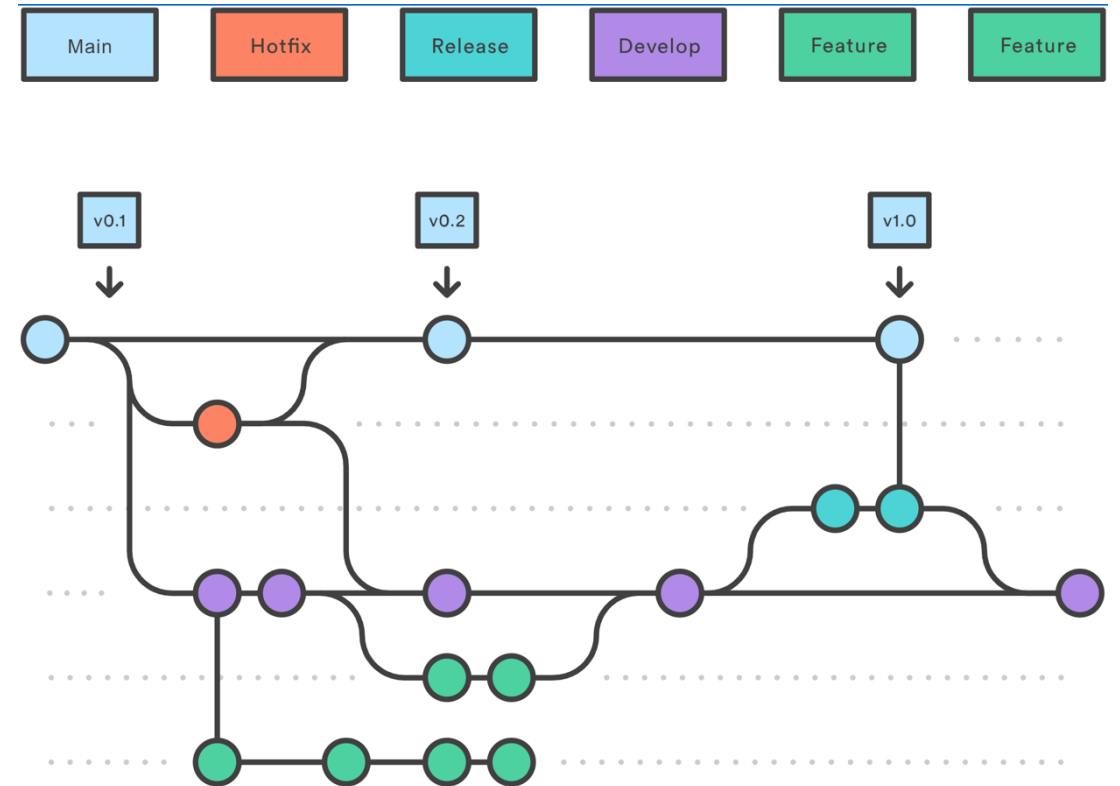 Main
Hotfix
Release
Develop
Feature
Feature
v0.1
v0.2
v1.0